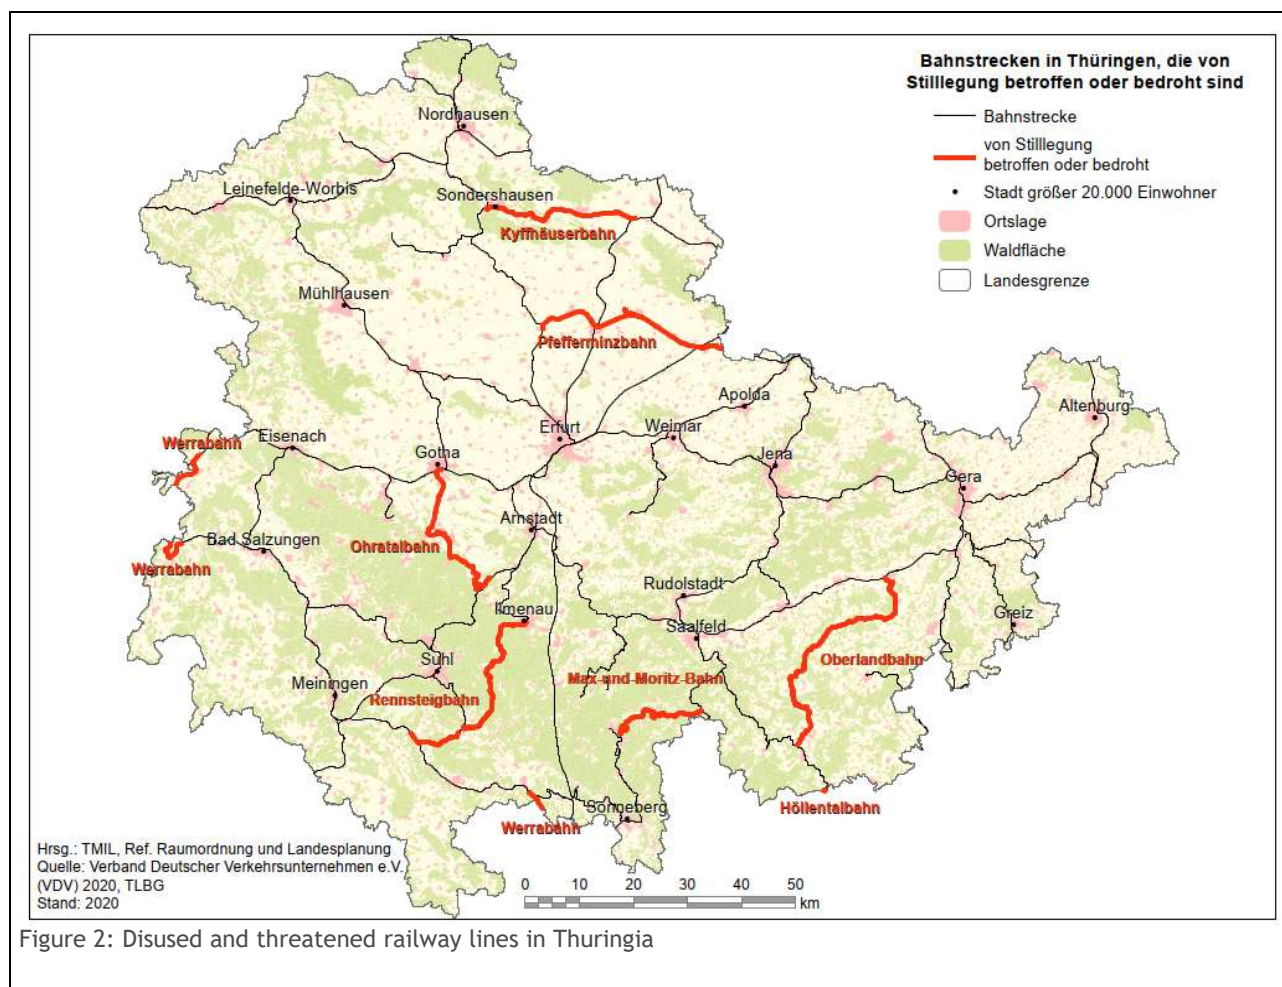 Bahnstrecken in Thüringen, die von
Stilllegung betroffen oder bedroht sind
Bahnstrecke
von Stilllegung
betroffen oder bedroht
Stadt größer 20.000 Einwohner
Ortslage
Waldfläche
Landesgrenze
Nordhausen
Leinefelde-Worbis
Sondershausen
Kyffhäuserbahn
Mühlhausen
Pfefferminzbahn
Apolda
Altenburg
Werrabahn
Eisenach
Erfurt
Weimar
Gotha
Jena
Gera
Arnstadt
Bad Salzungen
Ohratalbahn
Werrabahn
Rudolstadt
Ilmenau
Saalfeld
Greiz
Suhl
Oberlandbahn
Meiningen
Rennsteigbahn
Max-und-Moritz-Bahn
Sonneberg
Höllentalbahn
Werrabahn
Hrsg.: TMIL, Ref. Raumordnung und Landesplanung
Quelle: Verband Deutscher Verkehrsunternehmen e.V.
(VDV) 2020, TLBG
Stand: 2020
0 10 20 30 40 50
km
Figure 2: Disused and threatened railway lines in Thuringia